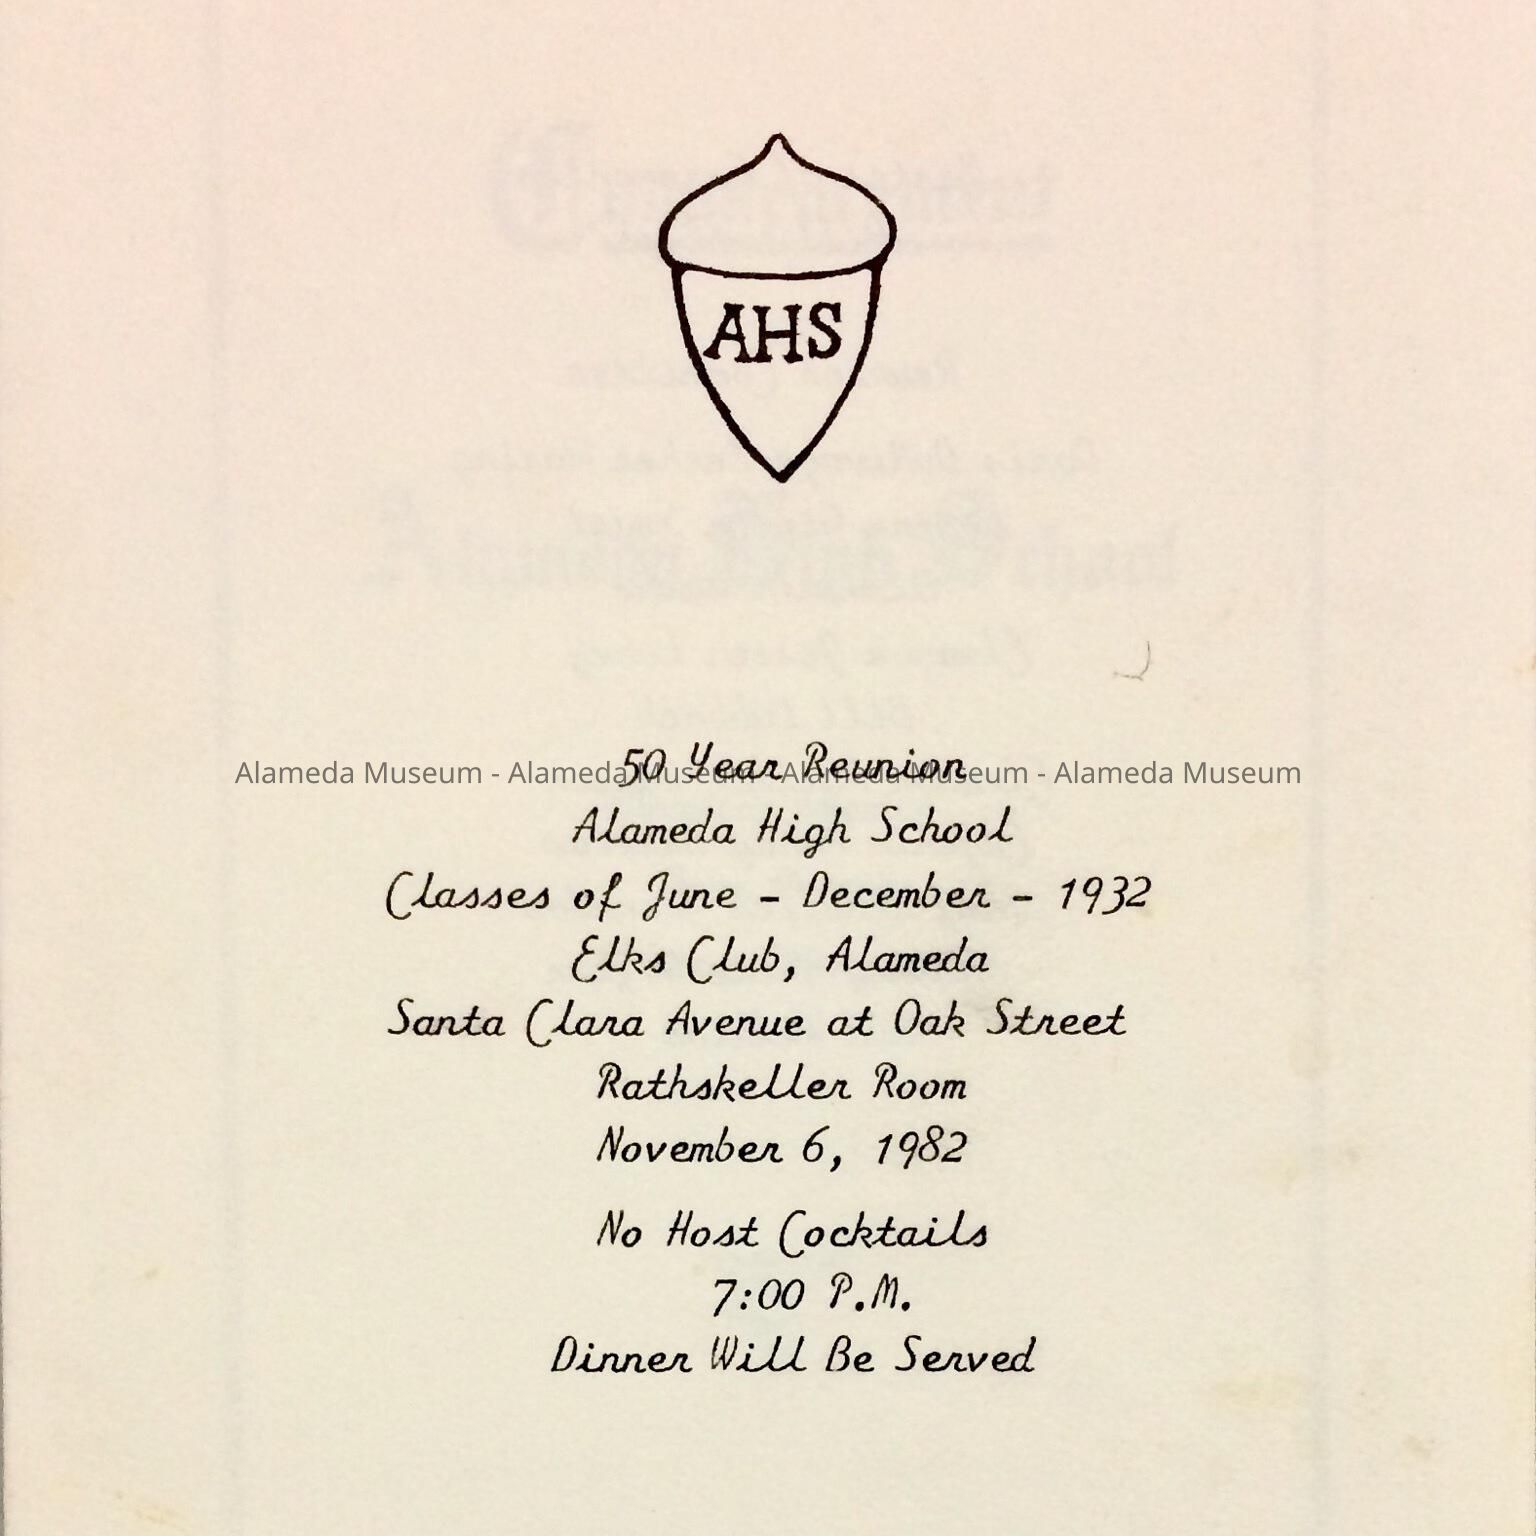 AHS
50 Year Reunion
Alameda Museum - Alameda Museum - Alameda Museum - Alameda Museum
Alameda High School
Classes of June - December - 1932
Elks Club, Alameda
Santa Clara Avenue at Oak Street
Rathskeller Room
November 6, 1982
No Host Cocktails
7:00 P.M.
Dinner Will Be Served